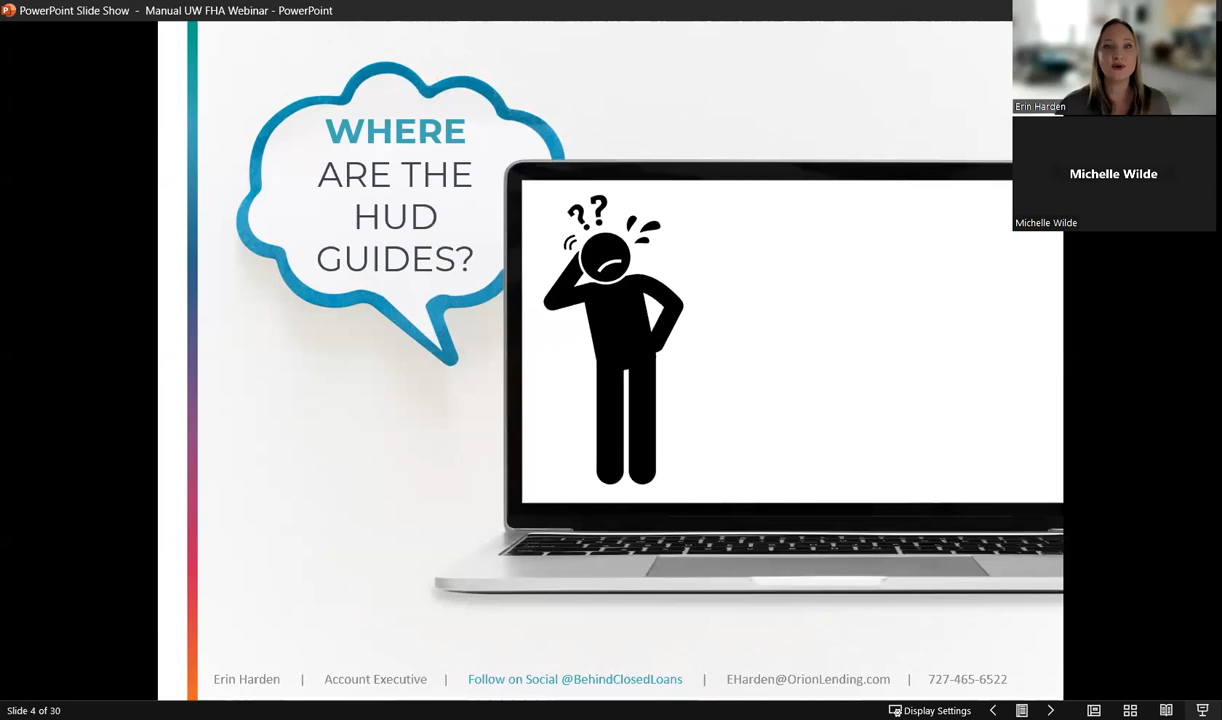 PowerPoint Slide Show - Manual UW FHA Webinar - PowerPoint
WHERE
ARE THE
HUD
GUIDES?
? ?
Erin Harden
Michelle Wilde
Michelle Wilde
Erin Harden | Account Executive | Follow on Social @BehindClosedLoans | EHarden@OrionLending.com | 727-465-6522
Slide 4 of 30
Display Settings